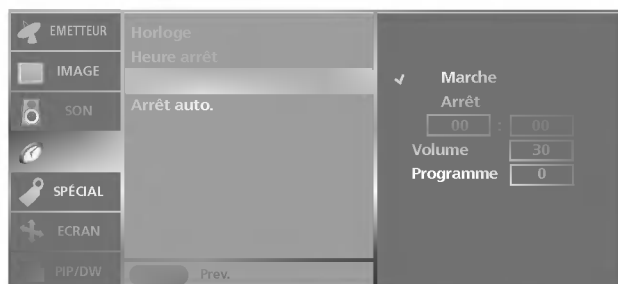 EMETTEUR
IMAGE
SON
SPÉCIAL
ECRAN
PIP/DW
Horloge
Heure arrêt
Arrêt auto.
Prev.
Marche
Arrêt
00 : 00
Volume 30
Programme 0